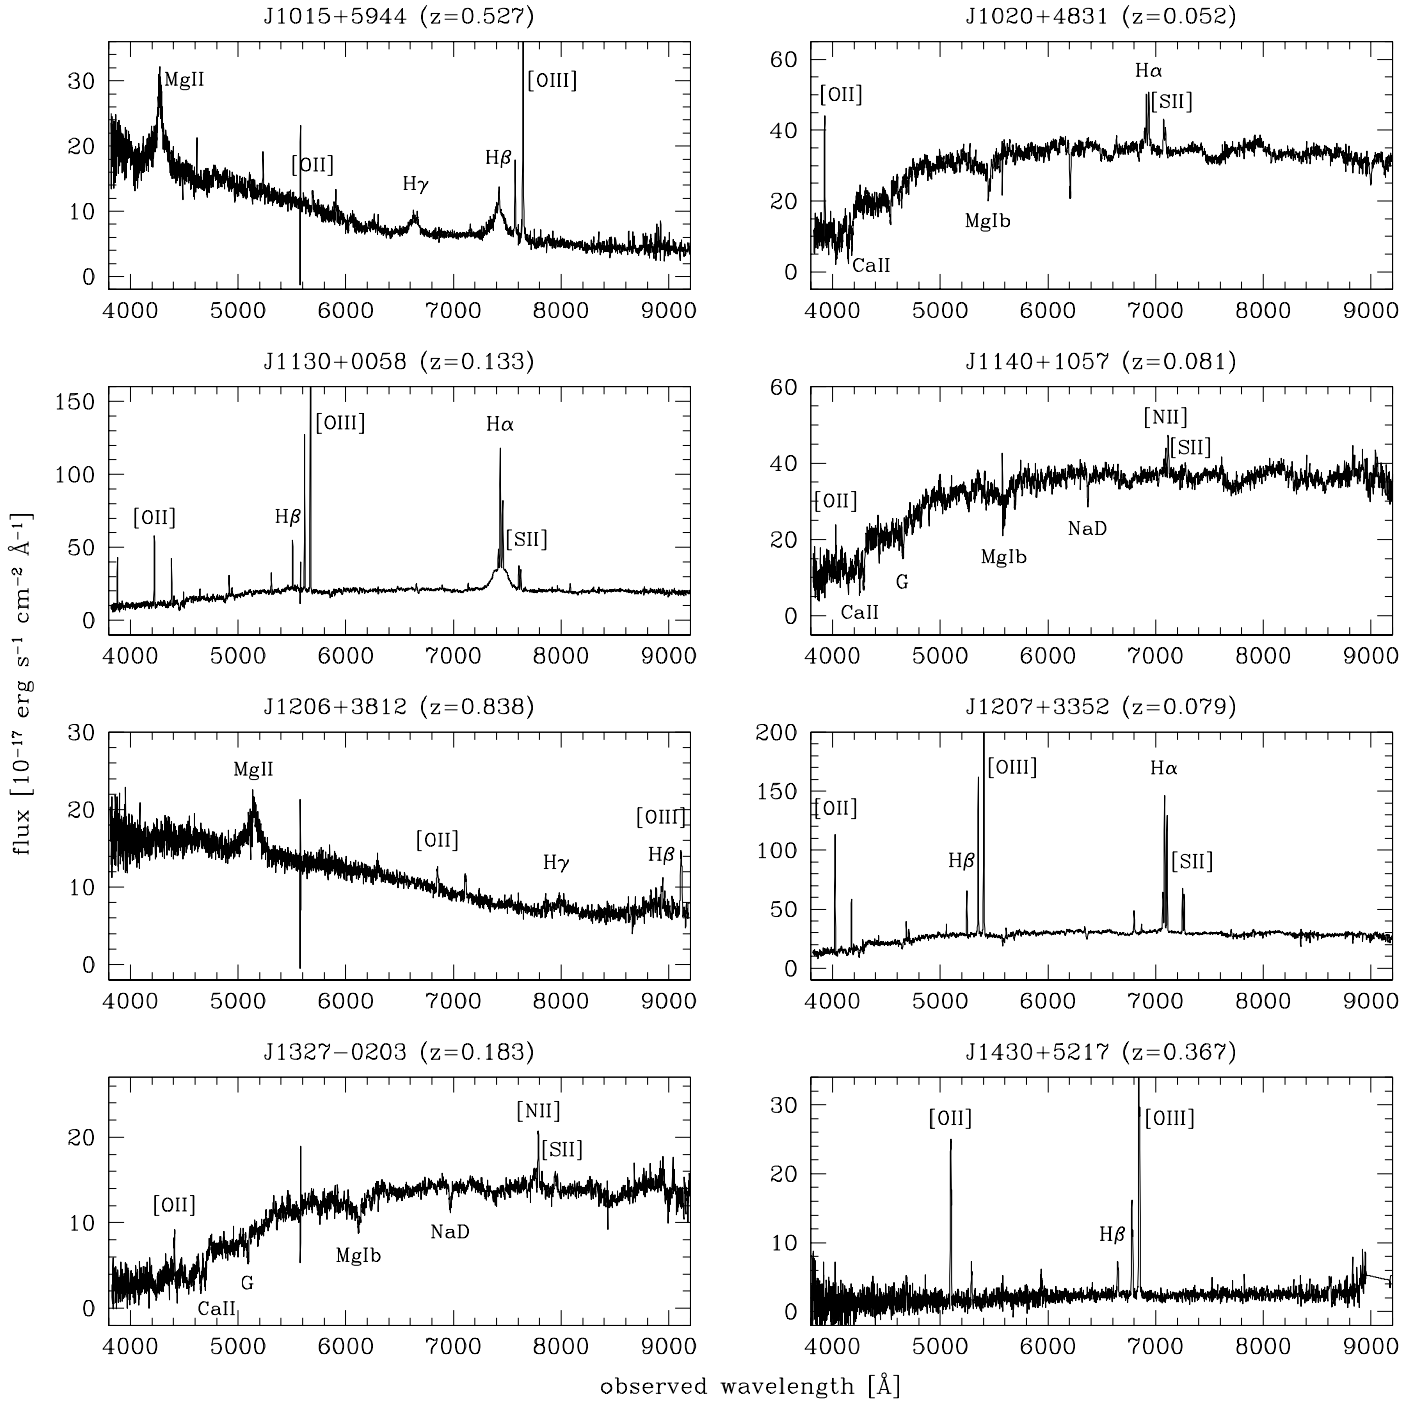 J1015+5944 (z=0.527)
30
20
10
0
MgII
[OII]
Hγ
Hβ
[OIII]
4000 5000 6000 7000 8000 9000
J1020+4831 (z=0.052)
60
40
20
0
[OII]
CaII
MgIb
Hα
[SII]
4000 5000 6000 7000 8000 9000
J1130+0058 (z=0.133)
150
100
50
0
[OII]
Hβ
[OIII]
Hα
[SII]
4000 5000 6000 7000 8000 9000
J1140+1057 (z=0.081)
60
40
20
0
[OII]
CaII
G
MgIb
NaD
[NII]
[SII]
4000 5000 6000 7000 8000 9000
J1206+3812 (z=0.838)
30
20
10
0
MgII
[OII]
Hγ
[OIII]
Hβ
4000 5000 6000 7000 8000 9000
J1207+3352 (z=0.079)
200
150
100
50
0
[OII]
Hβ
[OIII]
Hα
[SII]
4000 5000 6000 7000 8000 9000
J1327−0203 (z=0.183)
20
10
0
[OII]
CaII
G
MgIb
NaD
[NII]
[SII]
4000 5000 6000 7000 8000 9000
J1430+5217 (z=0.367)
30
20
10
0
[OII]
Hβ
[OIII]
4000 5000 6000 7000 8000 9000
flux [10⁻¹⁷ erg s⁻¹ cm⁻² Å⁻¹]
observed wavelength [Å]